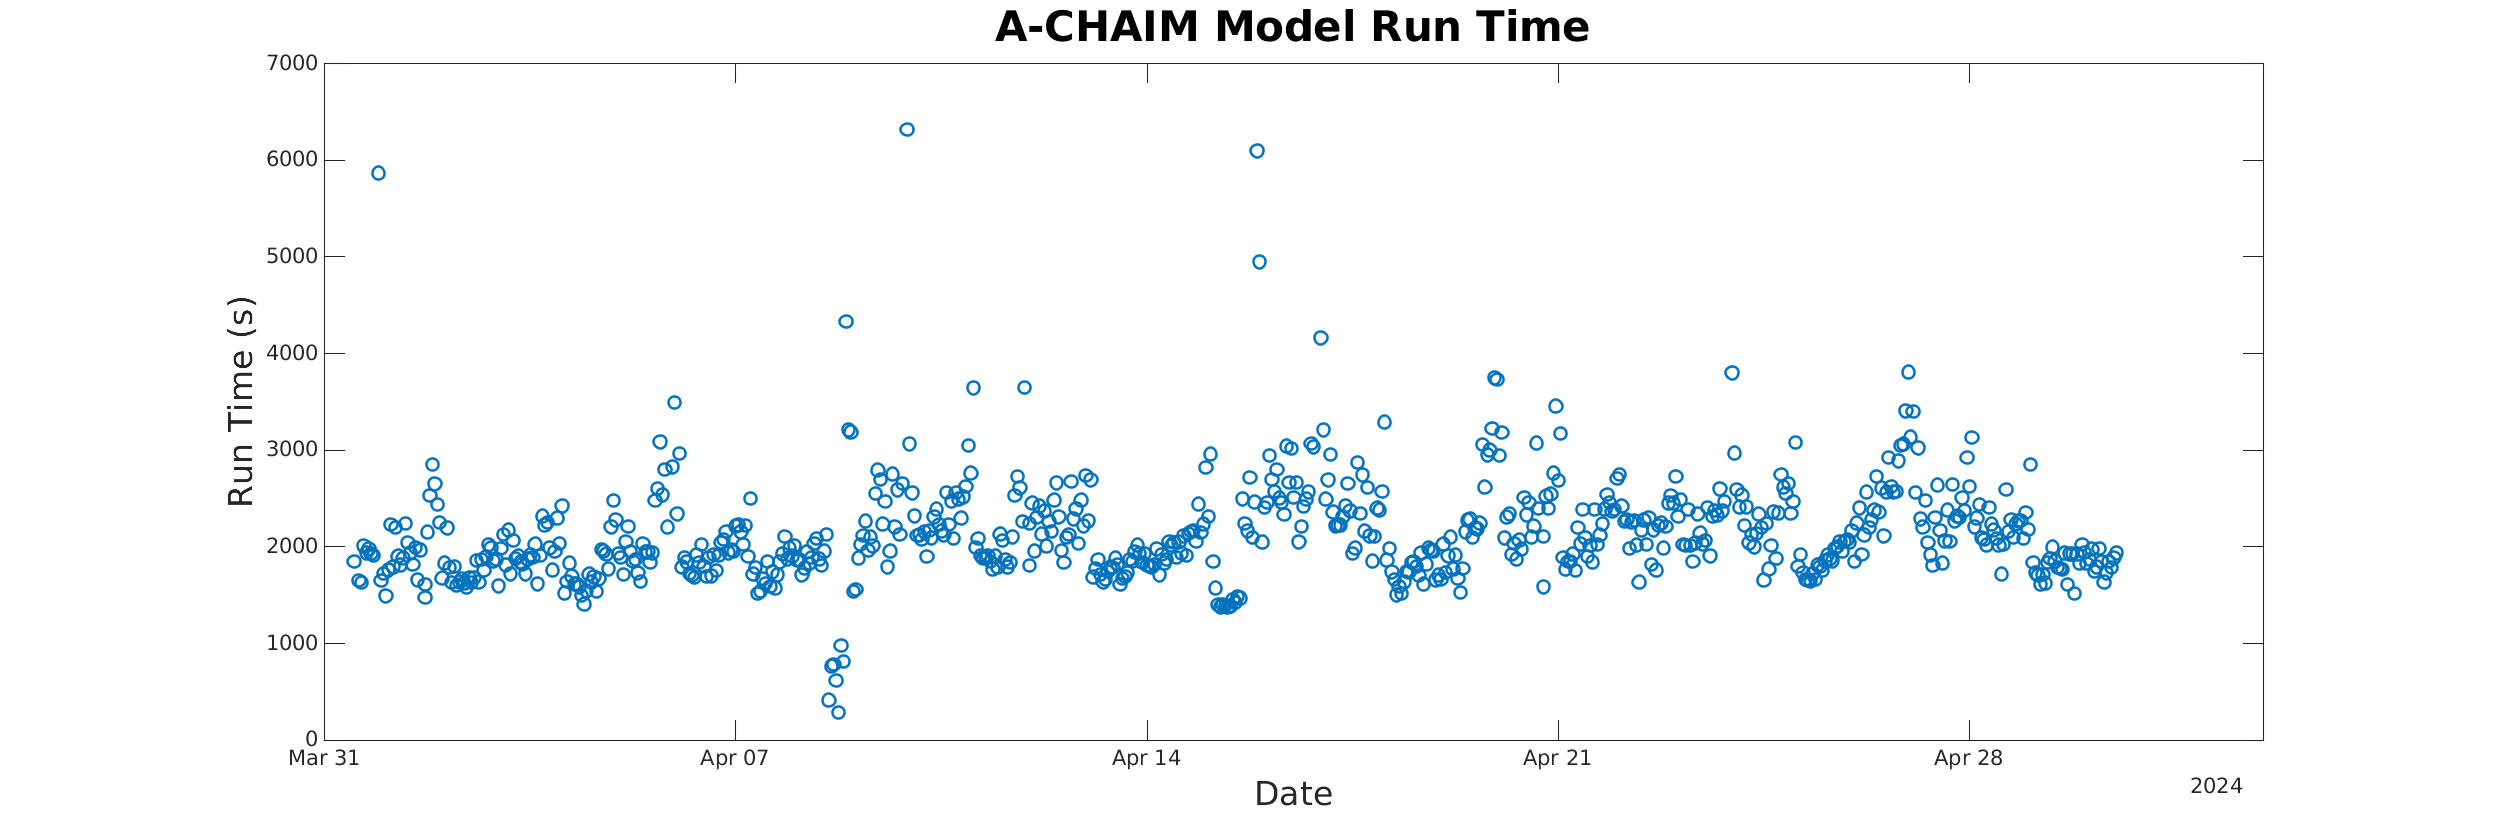 A-CHAIM Model Run Time
Run Time (s)
7000
6000
5000
4000
3000
2000
1000
0
Mar 31 Apr 07 Apr 14 Apr 21 Apr 28
Date
2024